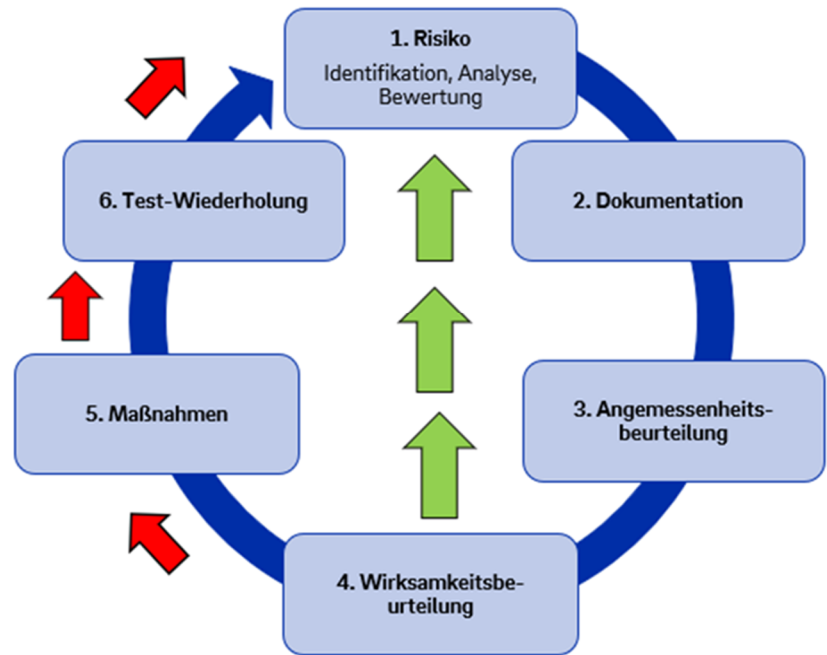 1. Risiko
Identifikation, Analyse,
Bewertung
2. Dokumentation
3. Angemessenheits-
beurteilung
4. Wirksamkeitsbe-
urteilung
5. Maßnahmen
6. Test-Wiederholung